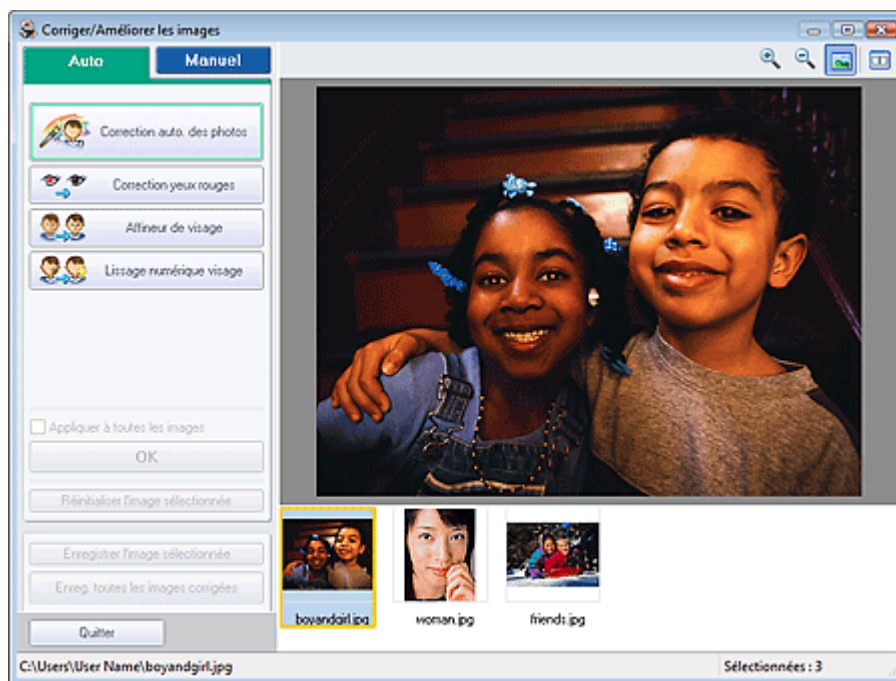 Corriger/Améliorer les images
Auto
Manuel
Correction auto. des photos
Correction yeux rouges
Affineur de visage
Lissage numérique visage
Appliquer à toutes les images
OK
Réinitialiser l'image sélectionnée
Enregistrer l'image sélectionnée
Enreg. toutes les images corrigées
Quitter
boyandgirl.jpg
woman.jpg
friends.jpg
C:\Users\User Name\boyandgirl.jpg
Sélectionnées : 3